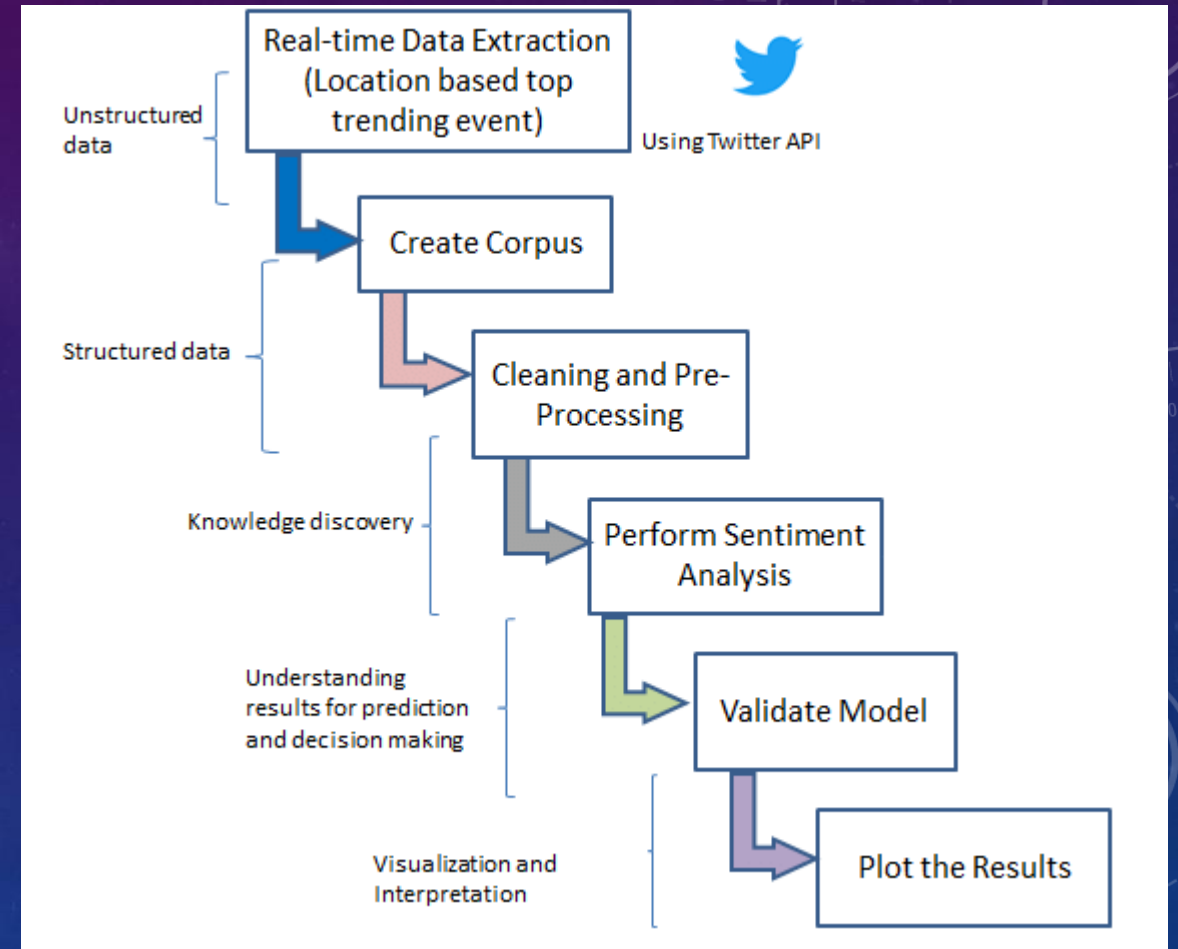 Real-time Data Extraction
(Location based top
trending event)
Using Twitter API
Unstructured
data
Create Corpus
Structured data
Cleaning and Pre-
Processing
Knowledge discovery
Perform Sentiment
Analysis
Understanding
results for prediction
and decision making
Validate Model
Visualization and
Interpretation
Plot the Results